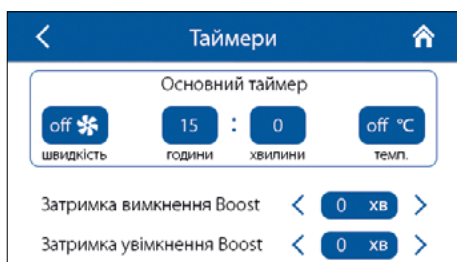 Таймери
Основний таймер
off 15 : 0 off °C
швидкість години хвилини темп.
Затримка вимкнення Boost 0 хв
Затримка увімкнення Boost 0 хв